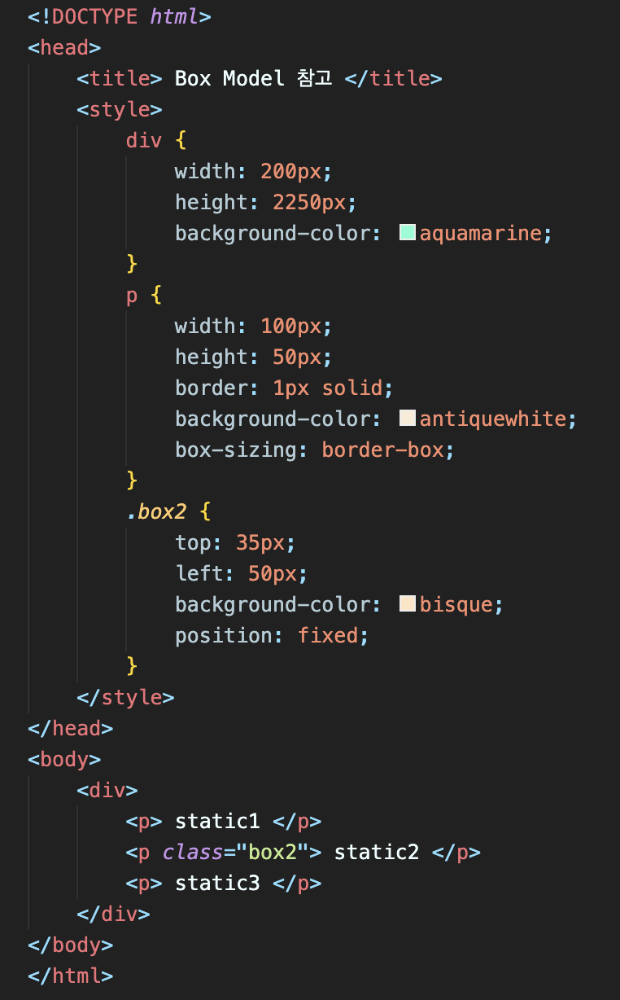 <!DOCTYPE html>
<head>
    <title> Box Model 참고 </title>
    <style>
        div {
            width: 200px;
            height: 2250px;
            background-color: aquamarine;
        }
        p {
            width: 100px;
            height: 50px;
            border: 1px solid;
            background-color: antiquewhite;
            box-sizing: border-box;
        }
        .box2 {
            top: 35px;
            left: 50px;
            background-color: bisque;
            position: fixed;
        }
    </style>
</head>
<body>
    <div>
        <p> static1 </p>
        <p class="box2"> static2 </p>
        <p> static3 </p>
    </div>
</body>
</html>